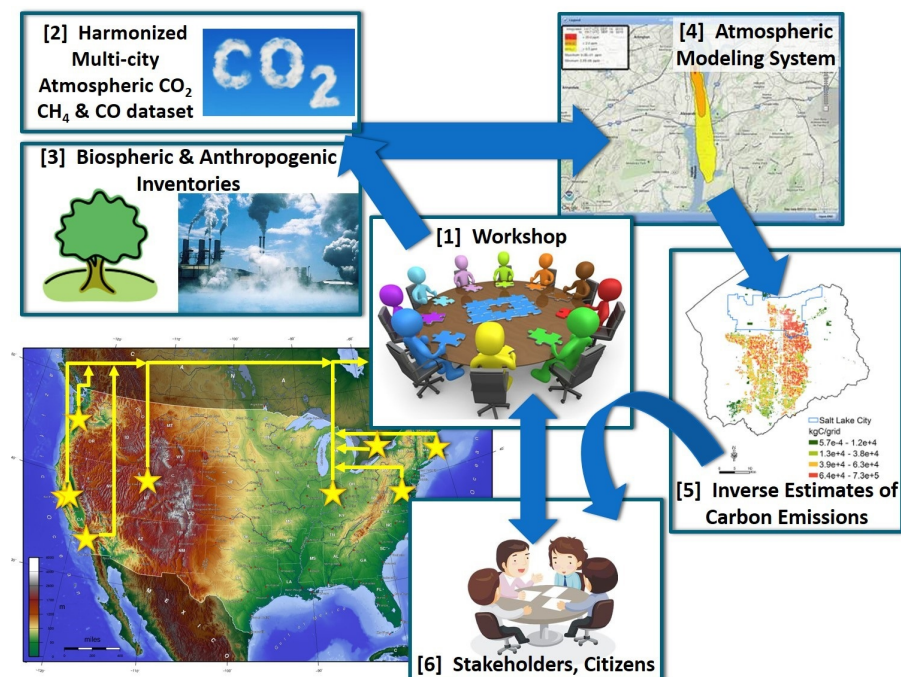 [2] Harmonized
Multi-city
Atmospheric CO₂
CH₄ & CO dataset
CO₂
[3] Biospheric & Anthropogenic
Inventories
[4] Atmospheric
Modeling System
[1] Workshop
Salt Lake City
kgC/grid
5.7e-4 - 1.2e+4
1.3e+4 - 3.8e+4
3.9e+4 - 6.3e+4
6.4e+4 - 7.3e+5
[5] Inverse Estimates of
Carbon Emissions
[6] Stakeholders, Citizens
m
miles